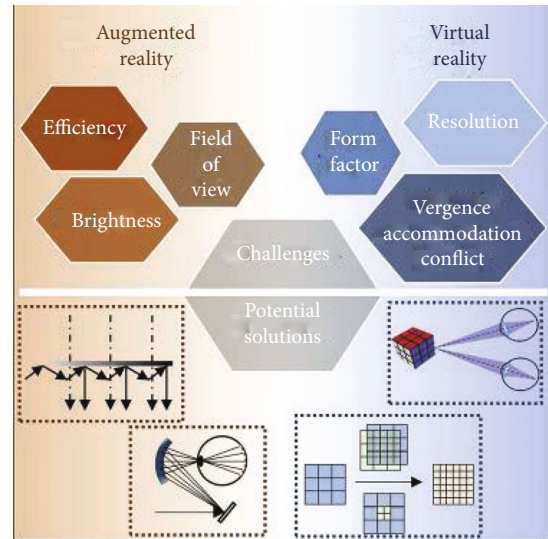 Augmented
reality
Virtual
reality
Efficiency
Field
of
view
Brightness
Form
factor
Resolution
Vergence
accommodation
conflict
Challenges
Potential
solutions